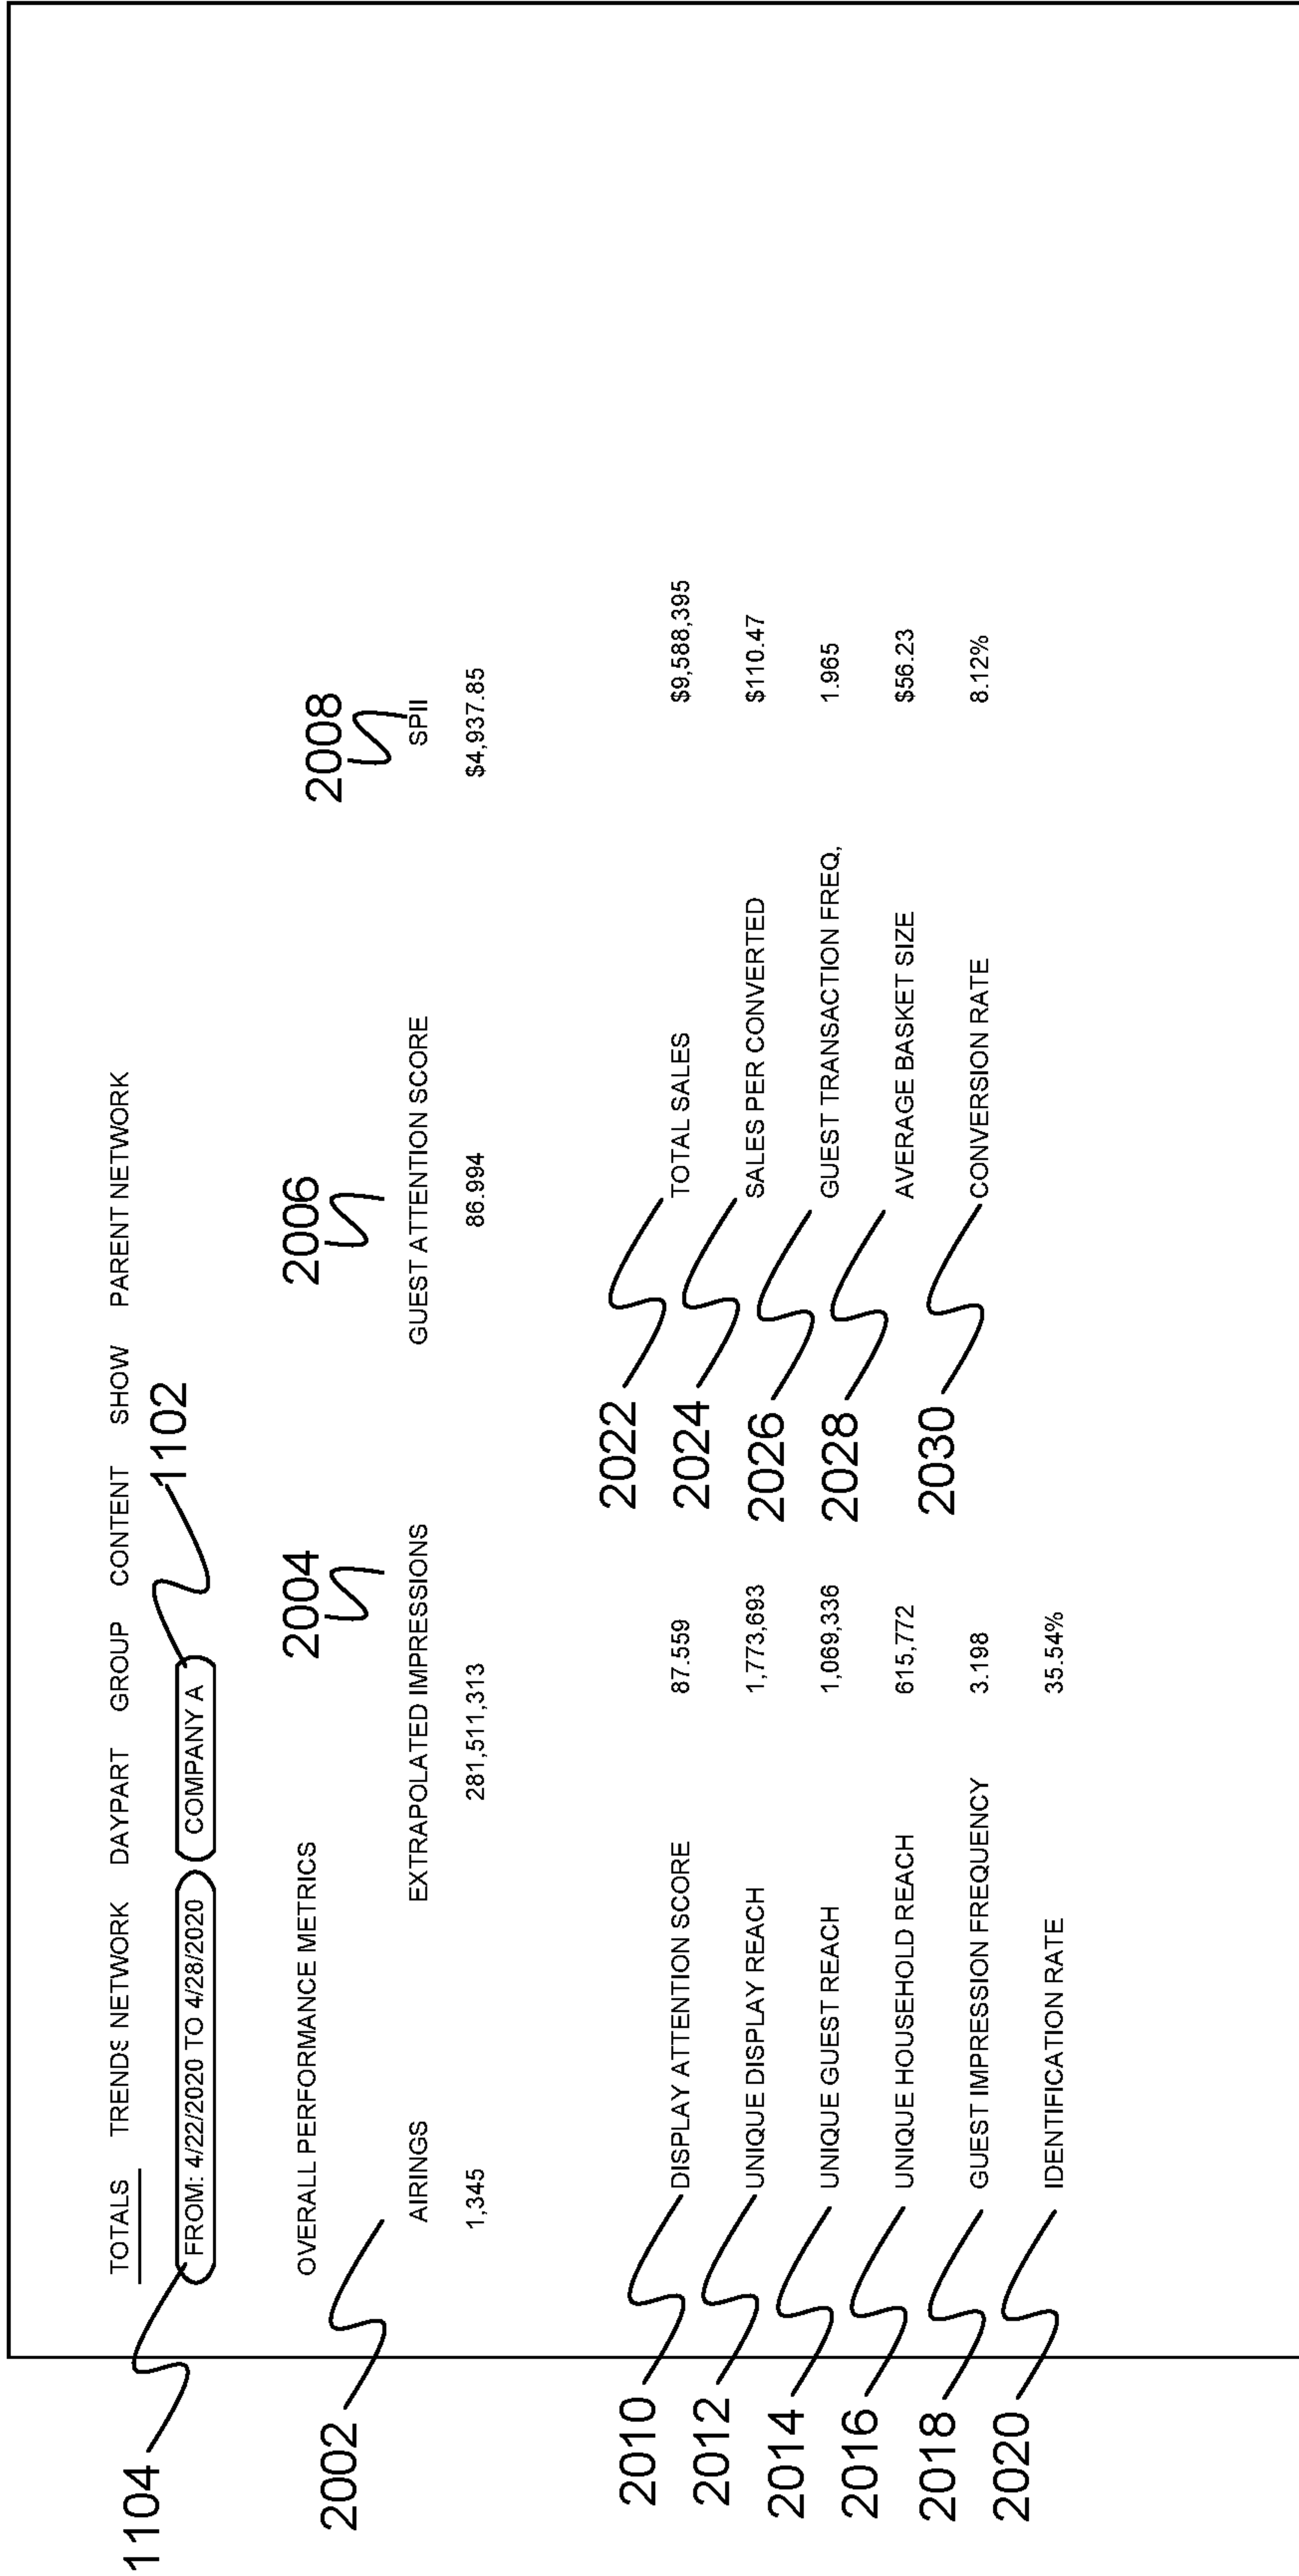 TOTALS TRENDS NETWORK DAYPART GROUP CONTENT SHOW PARENT NETWORK
1104
FROM: 4/22/2020 TO 4/28/2020 COMPANY A
1102
OVERALL PERFORMANCE METRICS
2002 2004 2006 2008
AIRINGS EXTRAPOLATED IMPRESSIONS GUEST ATTENTION SCORE SPII
1,345 281,511,313 86.994 $4,937.85
2010 DISPLAY ATTENTION SCORE 87.559 2022 TOTAL SALES $9,588,395
2012 UNIQUE DISPLAY REACH 1,773,693 2024 SALES PER CONVERTED $110.47
2014 UNIQUE GUEST REACH 1,069,336 2026 GUEST TRANSACTION FREQ, 1.965
2016 UNIQUE HOUSEHOLD REACH 615,772 2028 AVERAGE BASKET SIZE $56.23
2018 GUEST IMPRESSION FREQUENCY 3.198 2030 CONVERSION RATE 8.12%
2020 IDENTIFICATION RATE 35.54%